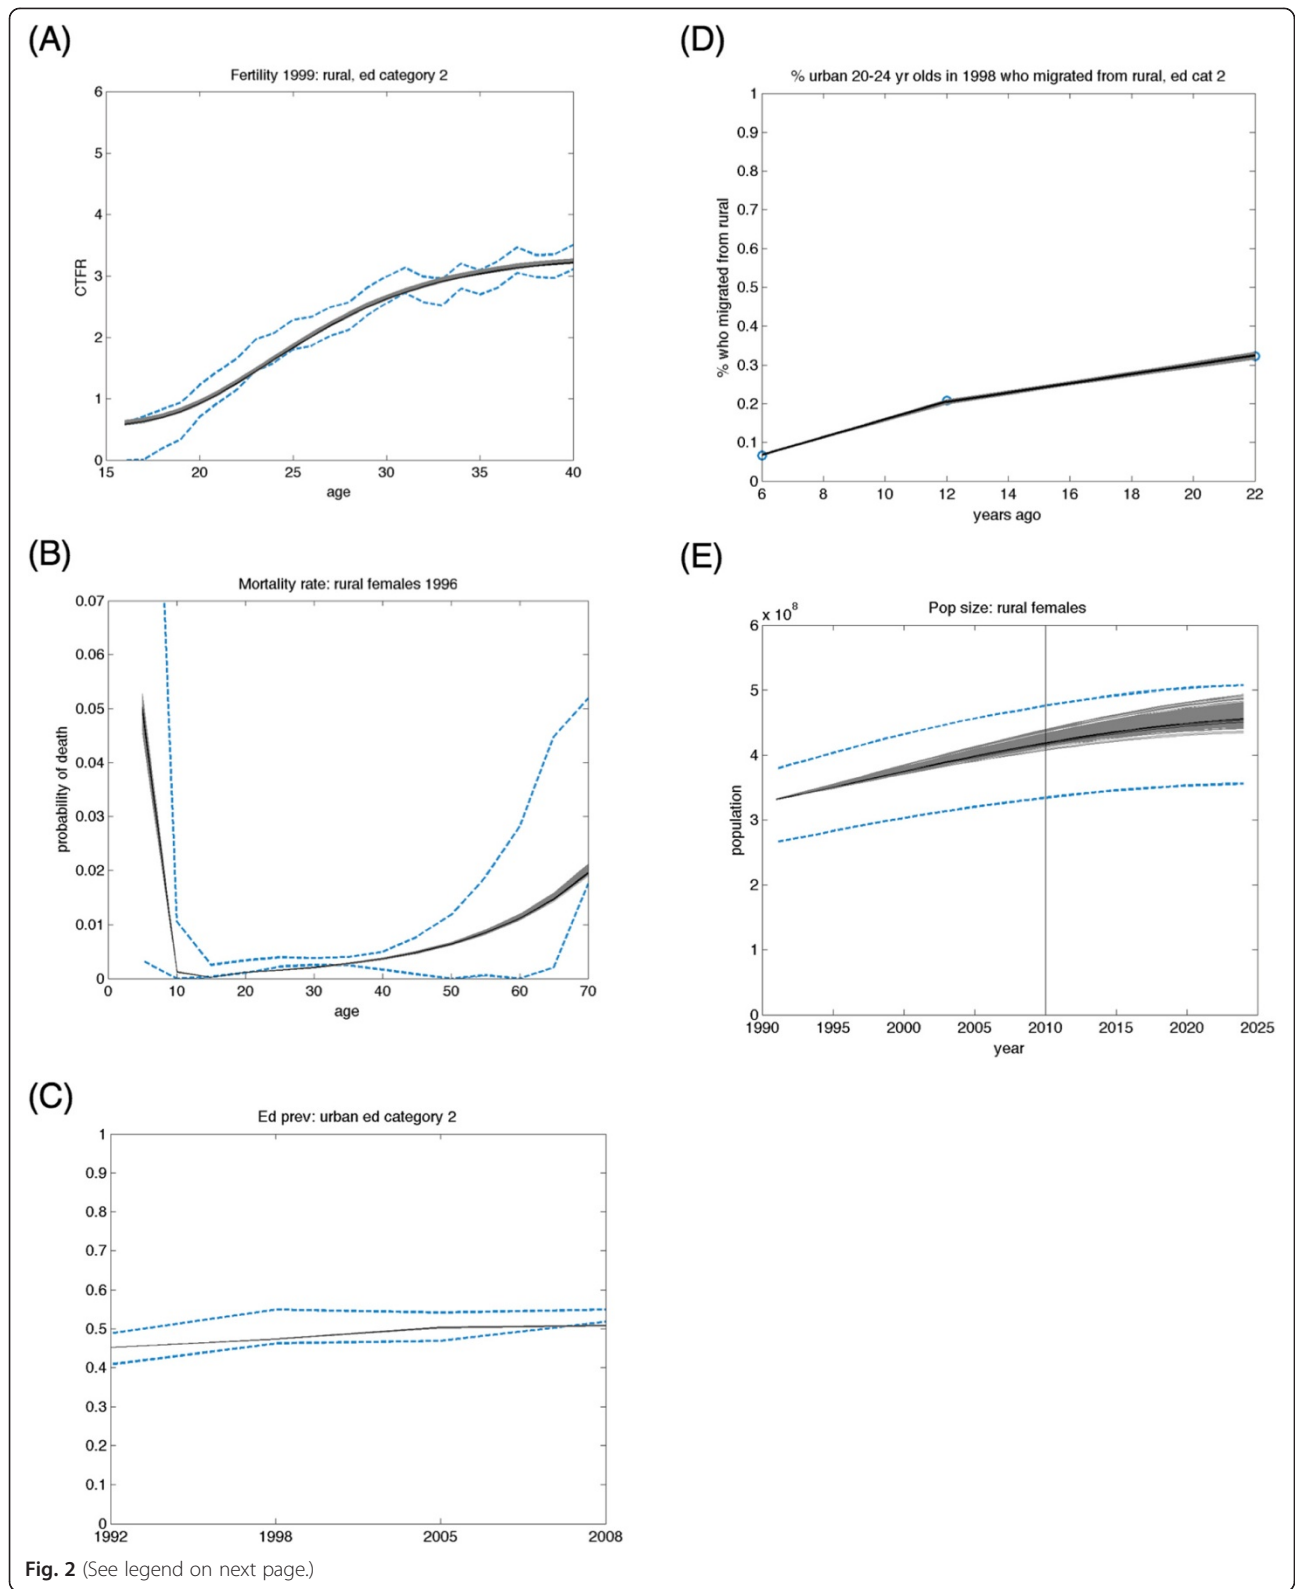 (A)
Fertility 1999: rural, ed category 2
6
5
4
3
2
1
0
CTFR
15 20 25 30 35 40
age
(B)
Mortality rate: rural females 1996
0.07
0.06
0.05
0.04
0.03
0.02
0.01
0
probability of death
0 10 20 30 40 50 60 70
age
(C)
Ed prev: urban ed category 2
1
0.9
0.8
0.7
0.6
0.5
0.4
0.3
0.2
0.1
0
1992 1998 2005 2008
(D)
% urban 20-24 yr olds in 1998 who migrated from rural, ed cat 2
1
0.9
0.8
0.7
0.6
0.5
0.4
0.3
0.2
0.1
0
% who migrated from rural
6 8 10 12 14 16 18 20 22
years ago
(E)
Pop size: rural females
x 10^8
6
5
4
3
2
1
0
population
1990 1995 2000 2005 2010 2015 2020 2025
year
Fig. 2 (See legend on next page.)